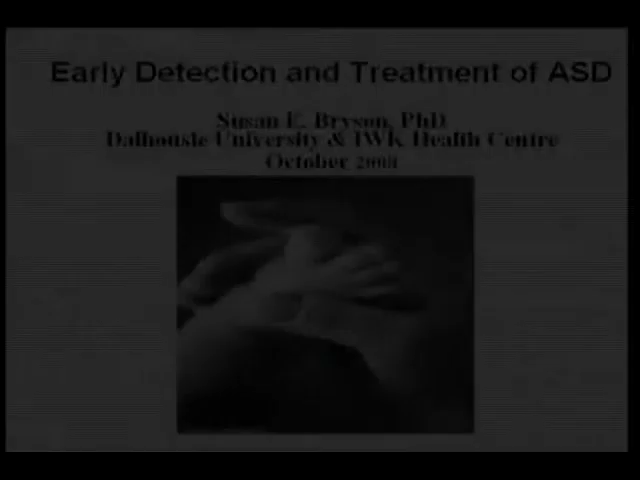 Early Detection and Treatment of ASD
Susan E. Bryson, PhD
Dalhousie University & IWK Health Centre
October 2008